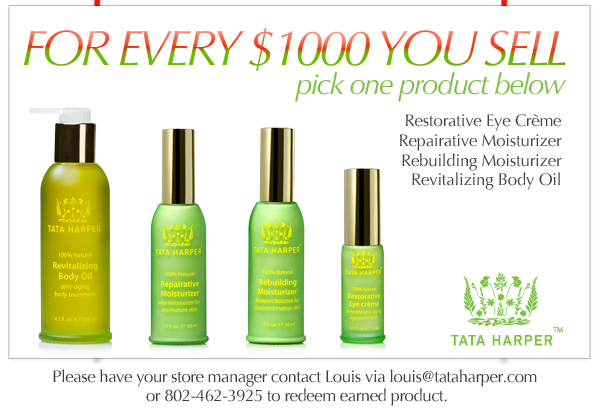 FOR EVERY $1000 YOU SELL
pick one product below
Restorative Eye Crème
Repairative Moisturizer
Rebuilding Moisturizer
Revitalizing Body Oil
TATA HARPER
100% Natural
Revitalizing
Body Oil
anti-aging
body treatment
TATA HARPER
100% Natural
Repairative
Moisturizer
TATA HARPER
100% Natural
Rebuilding
Moisturizer
TATA HARPER
100% Natural
Restorative
Eye crème
TATA HARPER™
Please have your store manager contact Louis via louis@tataharper.com
or 802-462-3925 to redeem earned product.